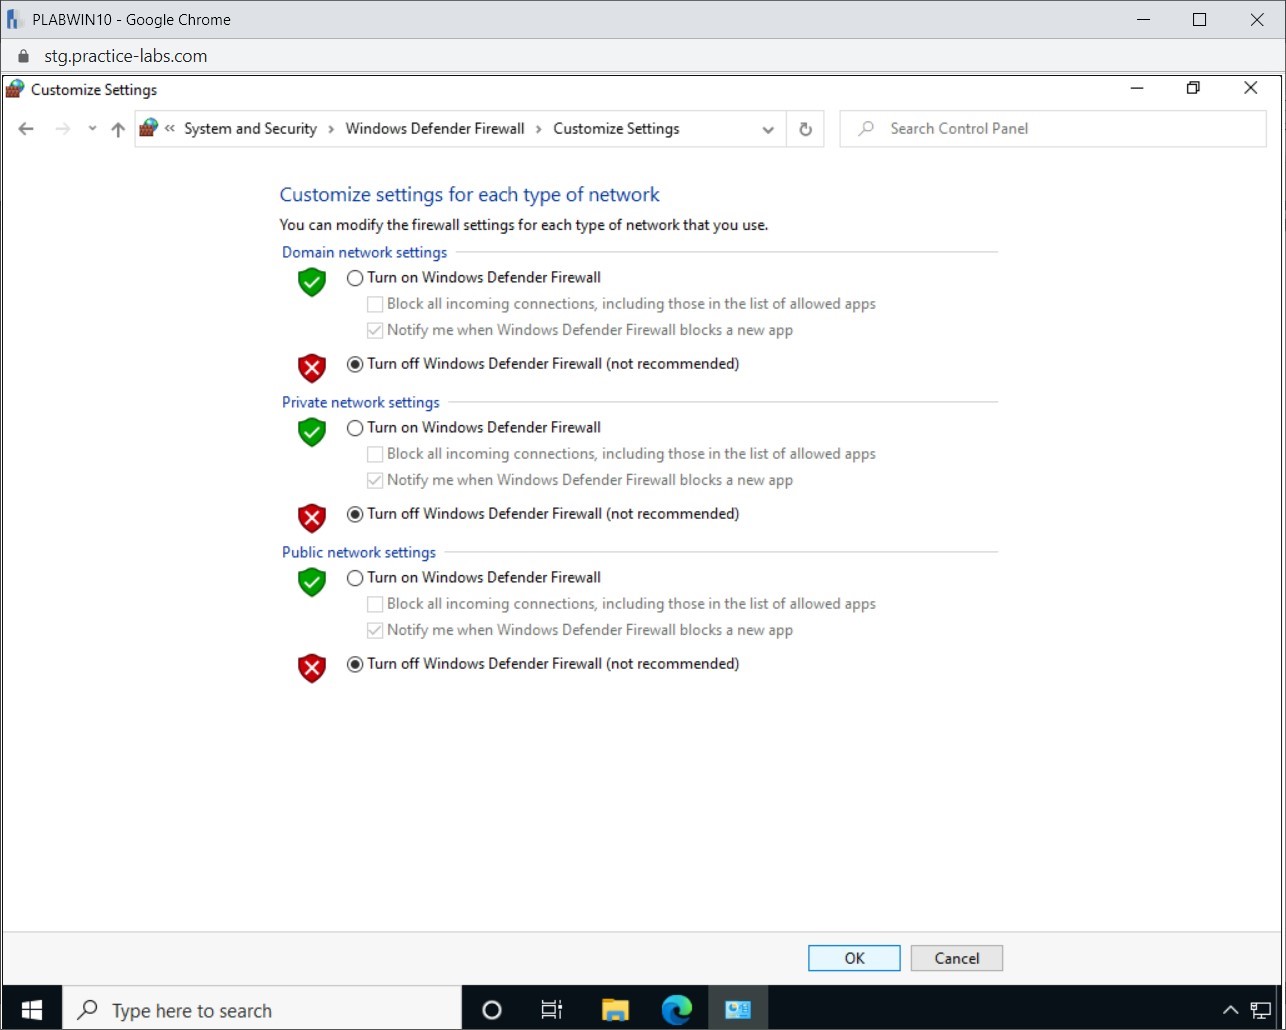 PLABWIN10 - Google Chrome
stg.practice-labs.com
Customize Settings
« System and Security › Windows Defender Firewall › Customize Settings
Search Control Panel
Customize settings for each type of network
You can modify the firewall settings for each type of network that you use.
Domain network settings
Turn on Windows Defender Firewall
Block all incoming connections, including those in the list of allowed apps
Notify me when Windows Defender Firewall blocks a new app
Turn off Windows Defender Firewall (not recommended)
Private network settings
Turn on Windows Defender Firewall
Block all incoming connections, including those in the list of allowed apps
Notify me when Windows Defender Firewall blocks a new app
Turn off Windows Defender Firewall (not recommended)
Public network settings
Turn on Windows Defender Firewall
Block all incoming connections, including those in the list of allowed apps
Notify me when Windows Defender Firewall blocks a new app
Turn off Windows Defender Firewall (not recommended)
OK
Cancel
Type here to search